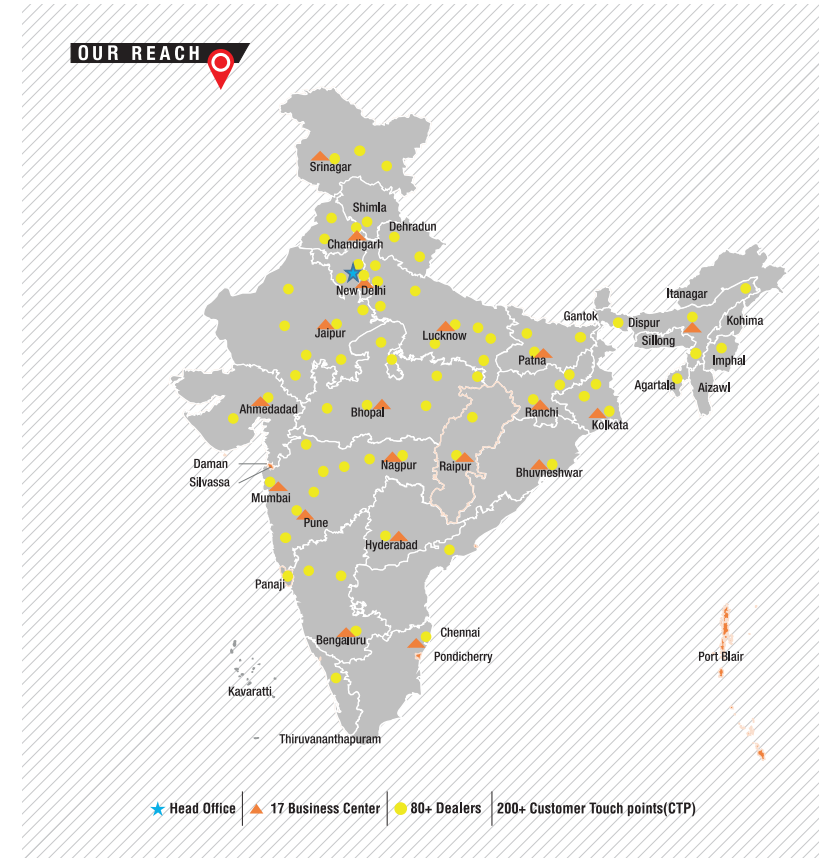 OUR REACH
Srinagar
Shimla
Dehradun
Chandigarh
New Delhi
Itanagar
Gantok
Dispur
Kohima
Jaipur
Lucknow
Sillong
Patna
Imphal
Agartala
Aizawl
Ahmedadad
Bhopal
Ranchi
Kolkata
Daman
Nagpur
Raipur
Silvassa
Bhuvneshwar
Mumbai
Pune
Hyderabad
Panaji
Chennai
Bengaluru
Pondicherry
Port Blair
Kavaratti
Thiruvananthapuram
Head Office
17 Business Center
80+ Dealers
200+ Customer Touch points(CTP)